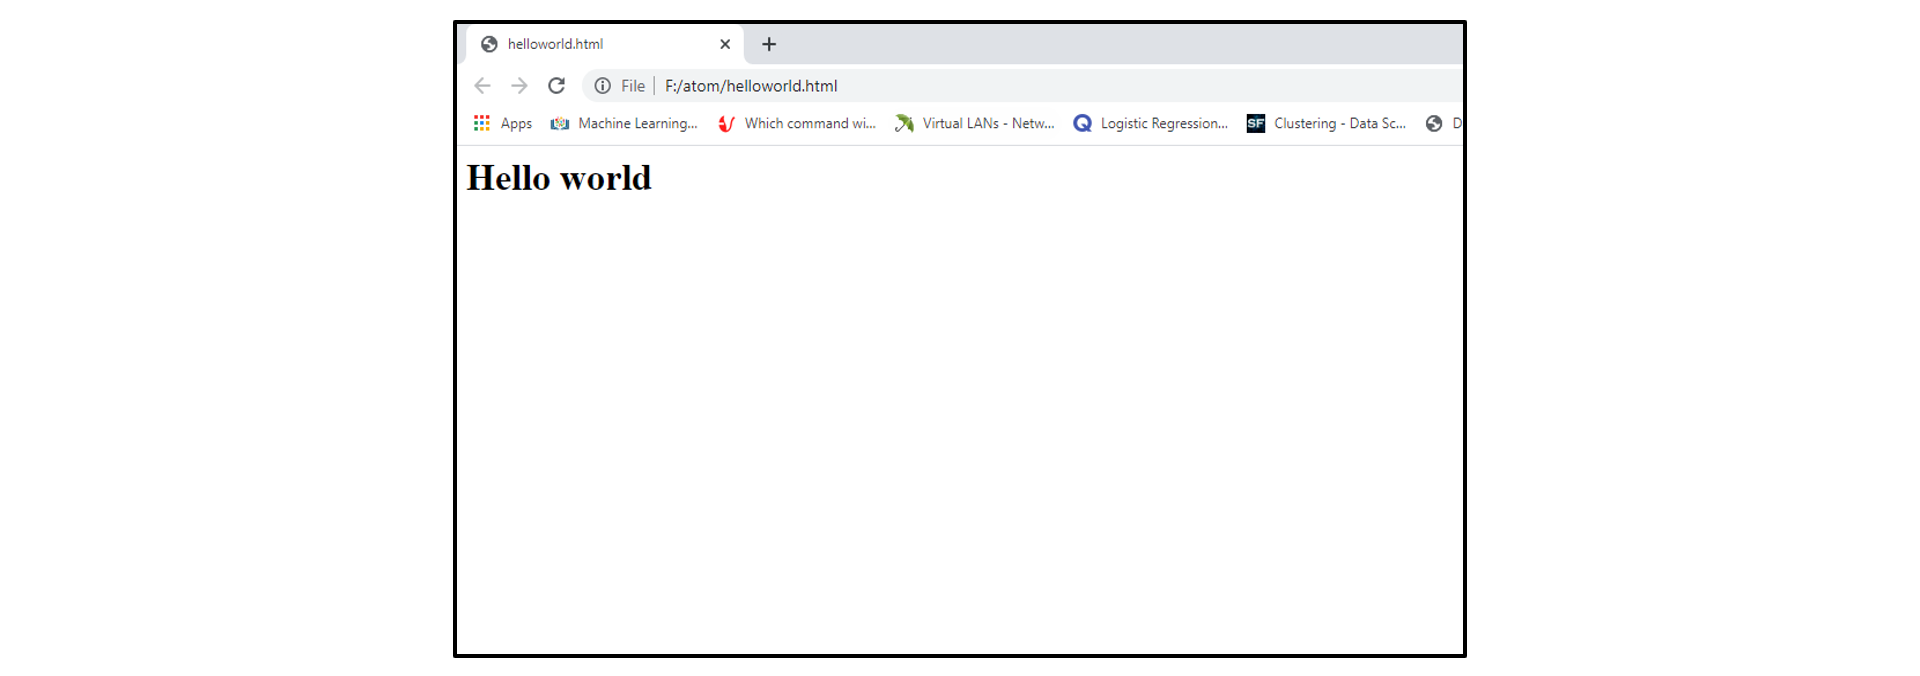 helloworld.html
File F:/atom/helloworld.html
Apps Machine Learning... Which command wi... Virtual LANs - Netw... Logistic Regression... SF Clustering - Data Sc... D
Hello world